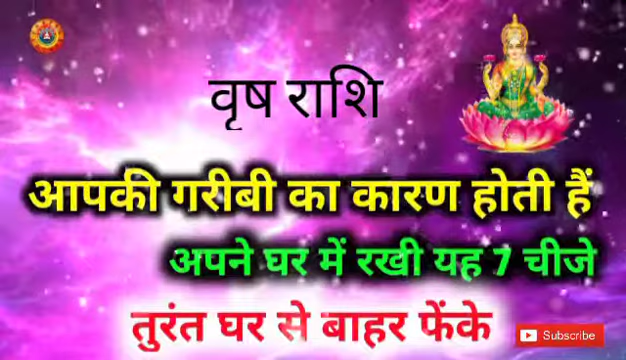 वृष राशि
आपकी गरीबी का कारण होती हैं
अपने घर में रखी यह 7 चीजे
तुरंत घर से बाहर फेंके
Subscribe